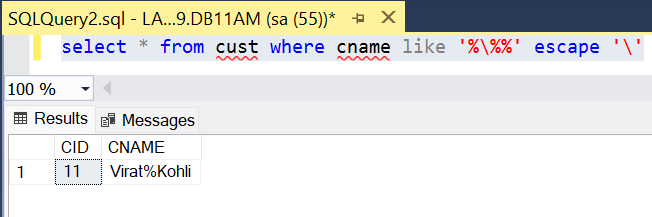 SQLQuery2.sql - LA...9.DB11AM (sa (55))*
select * from cust where cname like '%\%%' escape '\'
100 %
Results Messages
CID CNAME
1 11 Virat%Kohli